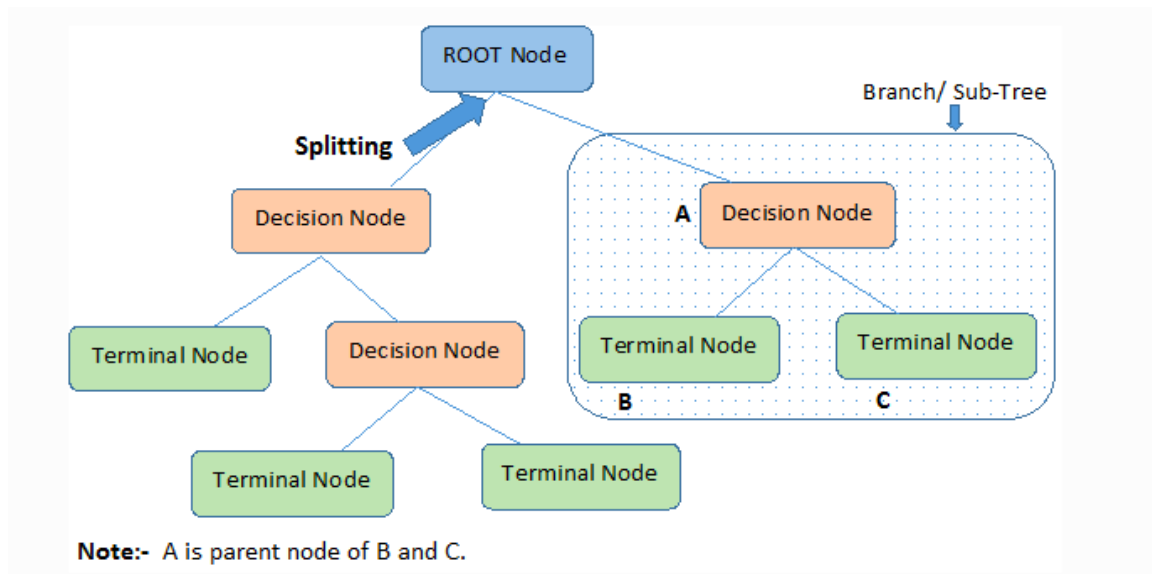 ROOT Node
Branch/ Sub-Tree
Splitting
Decision Node
A
Decision Node
Terminal Node
Decision Node
Terminal Node
Terminal Node
B
C
Terminal Node
Terminal Node
Note:- A is parent node of B and C.